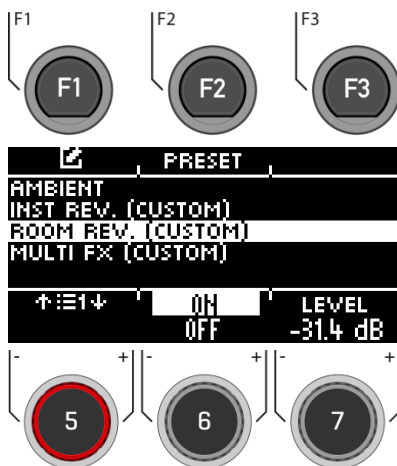 F1 F2 F3
F1 F2 F3
PRESET
AMBIENT
INST REV. (CUSTOM)
ROOM REV. (CUSTOM)
MULTI FX (CUSTOM)
↑ 1↓ ON LEVEL
OFF -31.4 dB
- + - + - +
5 6 7